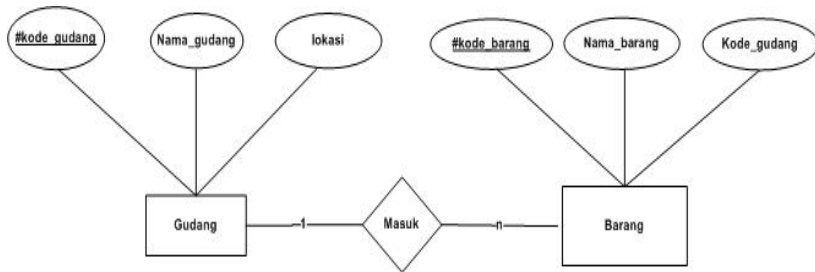 #kode_gudang
Nama_gudang
lokasi
#kode_barang
Nama_barang
Kode_gudang
Gudang
1
Masuk
n
Barang